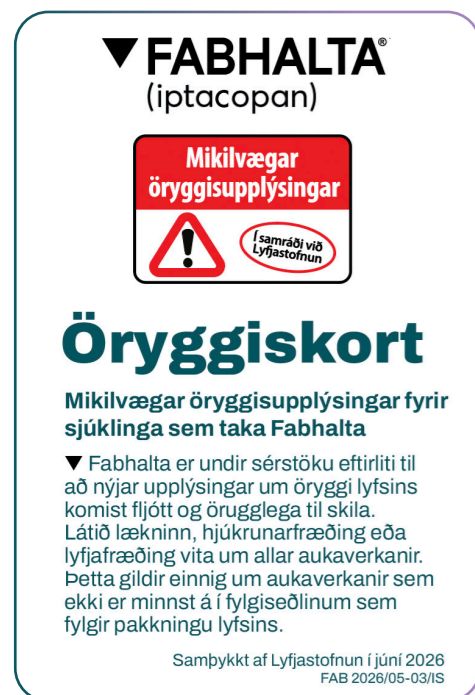 ▼FABHALTA®
(iptacopan)
Mikilvægar
öryggisupplýsingar
Í samráði við
Lyfjastofnun
Öryggiskort
Mikilvægar öryggisupplýsingar fyrir
sjúklinga sem taka Fabhalta
▼ Fabhalta er undir sérstöku eftirliti til
að nýjar upplýsingar um öryggi lyfsins
komist fljótt og örugglega til skila.
Látið lækninn, hjúkrunarfræðing eða
lyfjafræðing vita um allar aukaverkanir.
Þetta gildir einnig um aukaverkanir sem
ekki er minnst á í fylgiseðlinum sem
fylgir pakkningu lyfsins.
Samþykkt af Lyfjastofnun í júní 2026
FAB 2026/05-03/IS